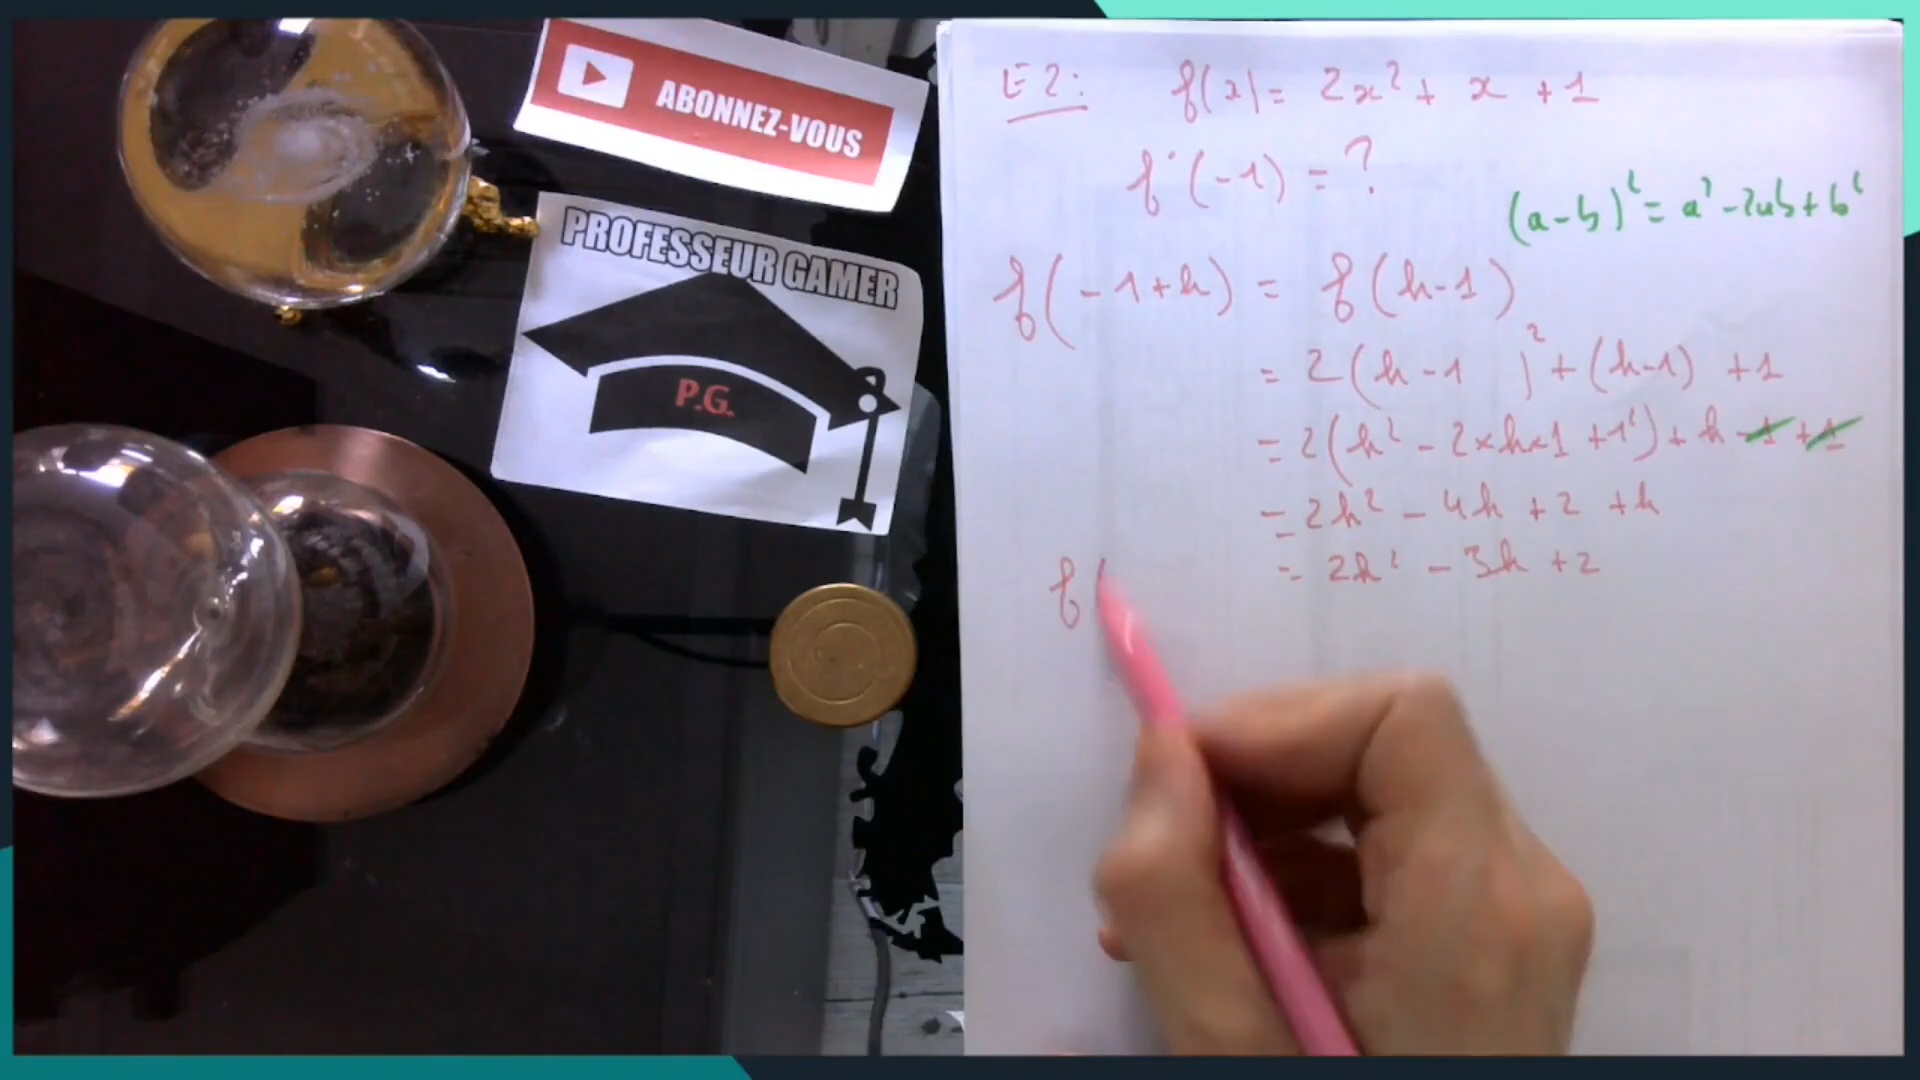 ABONNEZ-VOUS
PROFESSEUR GAMER
P.G.
E2: f(x) = 2x² + x + 1
f'(-1) = ?
(a-b)² = a² - 2ab + b²
f(-1+h) = f(h-1)
= 2(h-1)² + (h-1) + 1
= 2(h² - 2×h×1 + 1²) + h - 1 + 1
= 2h² - 4h + 2 + h
= 2h² - 3h + 2
f(